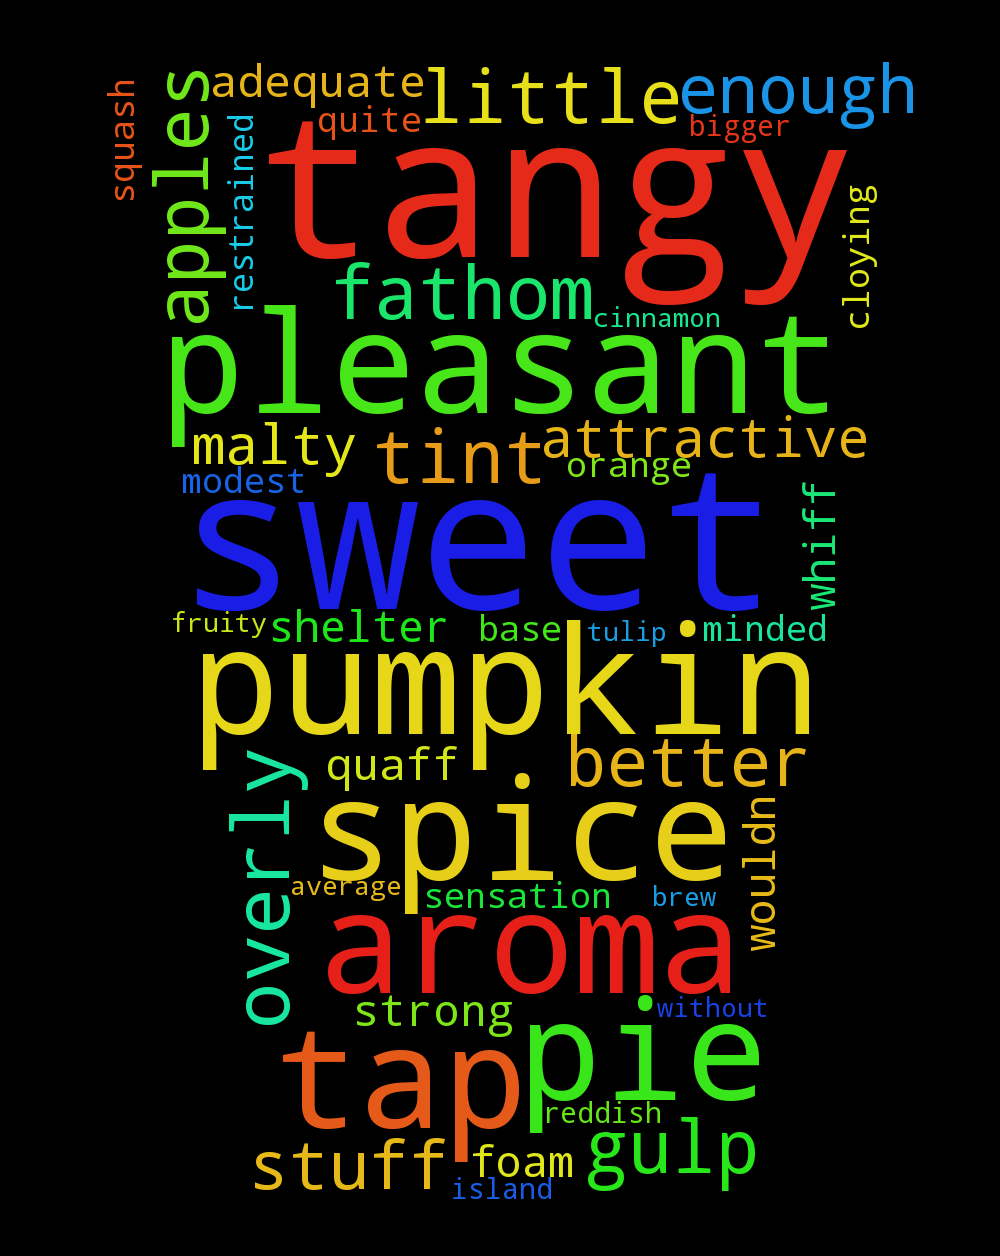 adequate little enough
squash apples restrained quite bigger
tangy
cloying
fathom
cinnamon
pleasant
malty tint attractive
modest orange
sweet whiff
fruity shelter base tulip minded
pumpkin
overly quaff better
spice wouldn
average sensation brew
aroma
strong without
tap pie
reddish
stuff foam gulp
island